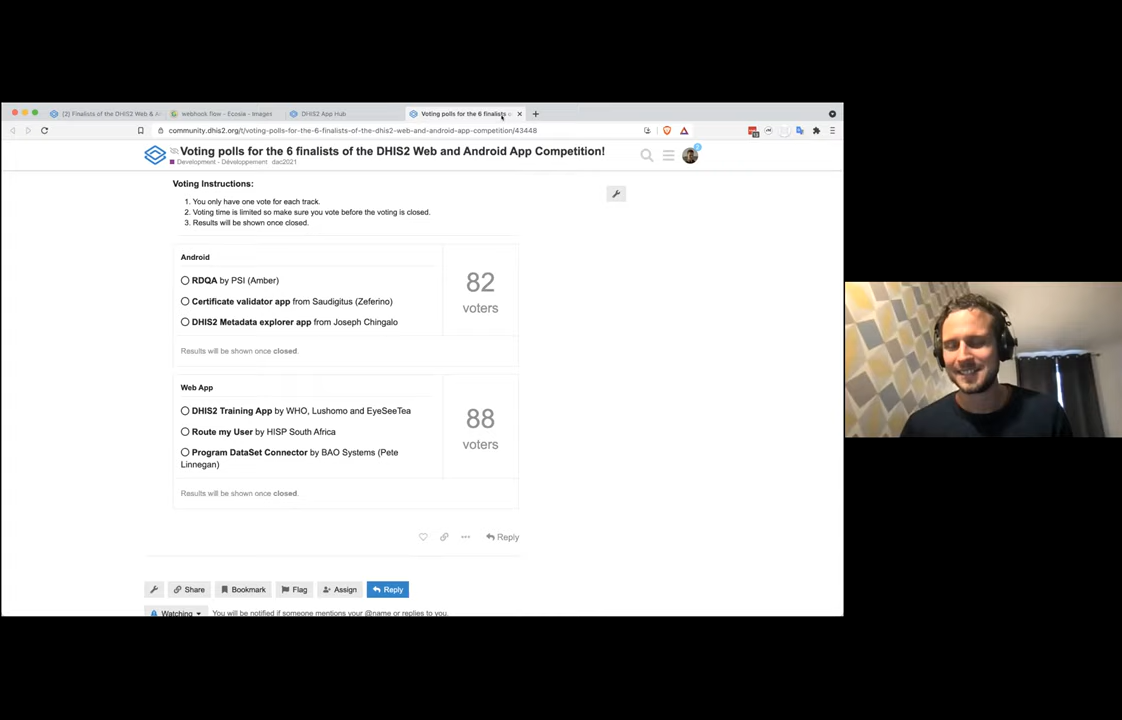 [2] Finalists of the DHIS2 Web & A
webhook flow - Ecosia - Images
DHIS2 App Hub
Voting polls for the 6 finalists
community.dhis2.org/t/voting-polls-for-the-6-finalists-of-the-dhis2-web-and-android-app-competition/43448
Voting polls for the 6 finalists of the DHIS2 Web and Android App Competition!
Development - Développement dac2021
Voting Instructions:
1. You only have one vote for each track.
2. Voting time is limited so make sure you vote before the voting is closed.
3. Results will be shown once closed.
Android
RDQA by PSI (Amber)
Certificate validator app from Saudigitus (Zeferino)
DHIS2 Metadata explorer app from Joseph Chingalo
82
voters
Results will be shown once closed.
Web App
DHIS2 Training App by WHO, Lushomo and EyeSeeTea
Route my User by HISP South Africa
Program DataSet Connector by BAO Systems (Pete
Linnegan)
88
voters
Results will be shown once closed.
Reply
Share
Bookmark
Flag
Assign
Reply
Watching
You will be notified if someone mentions your @name or replies to you.